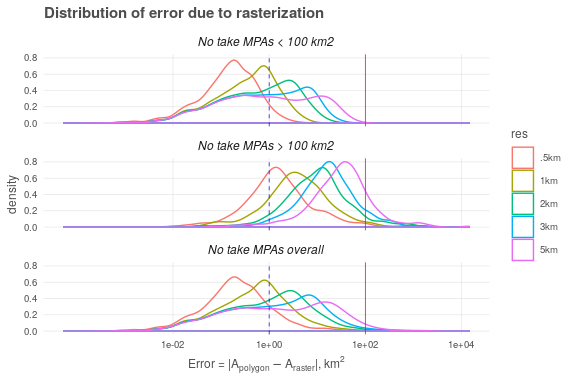 Distribution of error due to rasterization
No take MPAs < 100 km2
0.8
0.6
0.4
0.2
0.0
No take MPAs > 100 km2
0.8
0.6
0.4
0.2
0.0
No take MPAs overall
0.8
0.6
0.4
0.2
0.0
density
1e-02
1e+00
1e+02
1e+04
Error = |Apolygon − Araster|, km2
res
.5km
1km
2km
3km
5km